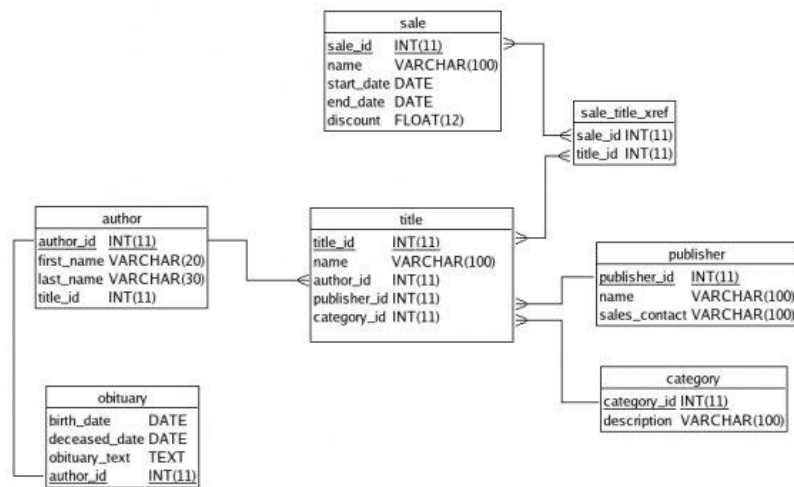 sale
sale_id INT(11)
name VARCHAR(100)
start_date DATE
end_date DATE
discount FLOAT(12)
sale_title_xref
sale_id INT(11)
title_id INT(11)
author
author_id INT(11)
first_name VARCHAR(20)
last_name VARCHAR(30)
title_id INT(11)
title
title_id INT(11)
name VARCHAR(100)
author_id INT(11)
publisher_id INT(11)
category_id INT(11)
publisher
publisher_id INT(11)
name VARCHAR(100)
sales_contact VARCHAR(100)
obituary
birth_date DATE
deceased_date DATE
obituary_text TEXT
author_id INT(11)
category
category_id INT(11)
description VARCHAR(100)